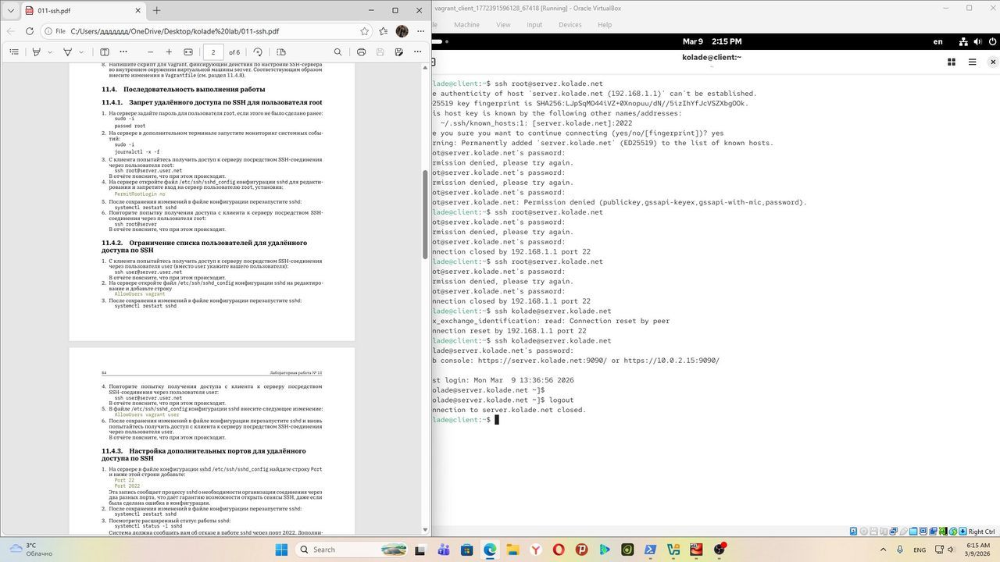 011-ssh.pdf
File
C:/Users/ддддддд/OneDrive/Desktop/kolade%20lab/011-ssh.pdf
2 of 6
8. Напишите скрипт для Vagrant, фиксирующий действия по настройке SSH-сервера
во внутреннем окружении виртуальной машины server. Соответствующим образом
внесите изменения в Vagrantfile (см. раздел 11.4.8).
11.4. Последовательность выполнения работы
11.4.1. Запрет удалённого доступа по SSH для пользователя root
1. На сервере задайте пароль для пользователя root, если этого не было сделано ранее:
sudo -i
passwd root
2. На сервере в дополнительном терминале запустите мониторинг системных собы-
тий:
sudo -i
journalctl -x -f
3. С клиента попытайтесь получить доступ к серверу посредством SSH-соединения
через пользователя root:
ssh root@server.user.net
В отчёте поясните, что при этом происходит.
4. На сервере откройте файл /etc/ssh/sshd_config конфигурации sshd для редакти-
рования и запретите вход на сервер пользователю root, установив:
PermitRootLogin no
5. После сохранения изменений в файле конфигурации перезапустите sshd:
systemctl restart sshd
6. Повторите попытку получения доступа с клиента к серверу посредством SSH-
соединения через пользователя root:
ssh root@server
В отчёте поясните, что при этом происходит.
11.4.2. Ограничение списка пользователей для удалённого
доступа по SSH
1. С клиента попытайтесь получить доступ к серверу посредством SSH-соединения
через пользователя user (вместо user укажите вашего пользователя):
ssh user@server.user.net
В отчёте поясните, что при этом происходит.
2. На сервере откройте файл /etc/ssh/sshd_config конфигурации sshd на редактиро-
вание и добавьте строку
AllowUsers vagrant
3. После сохранения изменений в файле конфигурации перезапустите sshd:
systemctl restart sshd
84 Лабораторная работа № 11
4. Повторите попытку получения доступа с клиента к серверу посредством
SSH-соединения через пользователя user:
ssh user@server.user.net
В отчёте поясните, что при этом происходит.
5. В файле /etc/ssh/sshd_config конфигурации sshd внесите следующее изменение:
AllowUsers vagrant user
6. После сохранения изменений в файле конфигурации перезапустите sshd и вновь
попытайтесь получить доступ с клиента к серверу посредством SSH-соединения
через пользователя user.
В отчёте поясните, что при этом происходит.
11.4.3. Настройка дополнительных портов для удалённого
доступа по SSH
1. На сервере в файле конфигурации sshd /etc/ssh/sshd_config найдите строку Port
и ниже этой строки добавьте:
Port 22
Port 2022
Эта запись сообщает процессу sshd о необходимости организации соединения через
два разных порта, что даёт гарантию возможности открыть сеансы SSH, даже если
была сделана ошибка в конфигурации.
2. После сохранения изменений в файле конфигурации перезапустите sshd:
systemctl restart sshd
3. Посмотрите расширенный статус работы sshd:
systemctl status -l sshd
Система должна сообщить вам об отказе в работе sshd через порт 2022. Дополни-
vagrant_client_1772391596128_67418 [Running] - Oracle VirtualBox
le Machine View Input Devices Help
Mar 9 2:15 PM
en
kolade@client:~
~
lade@client:~$ ssh root@server.kolade.net
e authenticity of host 'server.kolade.net (192.168.1.1)' can't be established.
25519 key fingerprint is SHA256:LJpSqMO44iVZ+0Xnopuu/dN//5izIhYfJcVSZXbgOOk.
is host key is known by the following other names/addresses:
~/.ssh/known_hosts:1: [server.kolade.net]:2022
e you sure you want to continue connecting (yes/no/[fingerprint])? yes
rning: Permanently added 'server.kolade.net' (ED25519) to the list of known hosts.
ot@server.kolade.net's password:
rmission denied, please try again.
ot@server.kolade.net's password:
rmission denied, please try again.
ot@server.kolade.net's password:
ot@server.kolade.net: Permission denied (publickey,gssapi-keyex,gssapi-with-mic,password).
lade@client:~$ ssh root@server.kolade.net
ot@server.kolade.net's password:
rmission denied, please try again.
ot@server.kolade.net's password:
nnection closed by 192.168.1.1 port 22
lade@client:~$ ssh root@server.kolade.net
ot@server.kolade.net's password:
rmission denied, please try again.
ot@server.kolade.net's password:
nnection closed by 192.168.1.1 port 22
lade@client:~$ ssh kolade@server.kolade.net
x_exchange_identification: read: Connection reset by peer
nnection reset by 192.168.1.1 port 22
lade@client:~$ ssh kolade@server.kolade.net
lade@server.kolade.net's password:
b console: https://server.kolade.net:9090/ or https://10.0.2.15:9090/
st login: Mon Mar  9 13:36:56 2026
olade@server.kolade.net ~]$
olade@server.kolade.net ~]$ logout
nnection to server.kolade.net closed.
lade@client:~$
Right Ctrl
3°C
Облачно
Search
ENG
6:15 AM
3/9/2026